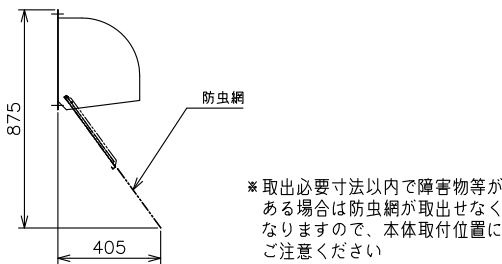 875
防虫網
405
※取出必要寸法以内で障害物等が
ある場合は防虫網が取出せなく
なりますので、本体取付位置に
ご注意ください